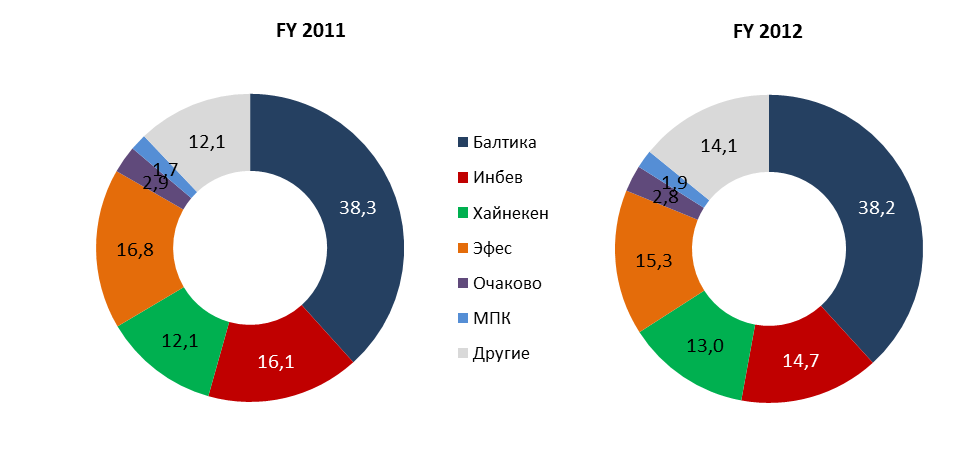 FY 2011
12,1
1,7
2,9
38,3
16,8
12,1
16,1
Балтика
Инбев
Хайнекен
Эфес
Очаково
МПК
Другие
FY 2012
14,1
1,9
2,8
38,2
15,3
13,0
14,7